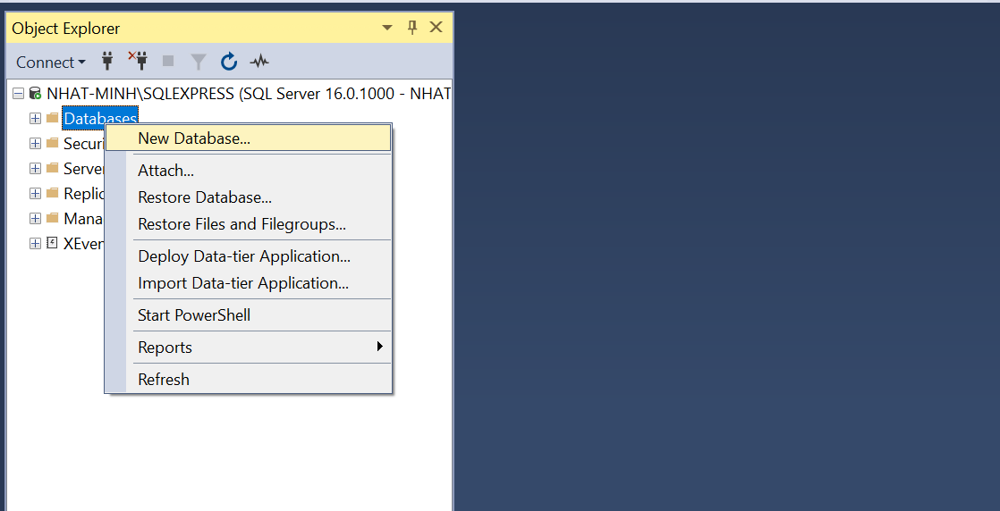 Object Explorer
Connect
NHAT-MINH\SQLEXPRESS (SQL Server 16.0.1000 - NHAT
Databases
New Database...
Securi
Attach...
Server
Replic
Restore Database...
Mana
Restore Files and Filegroups...
XEven
Deploy Data-tier Application...
Import Data-tier Application...
Start PowerShell
Reports
Refresh